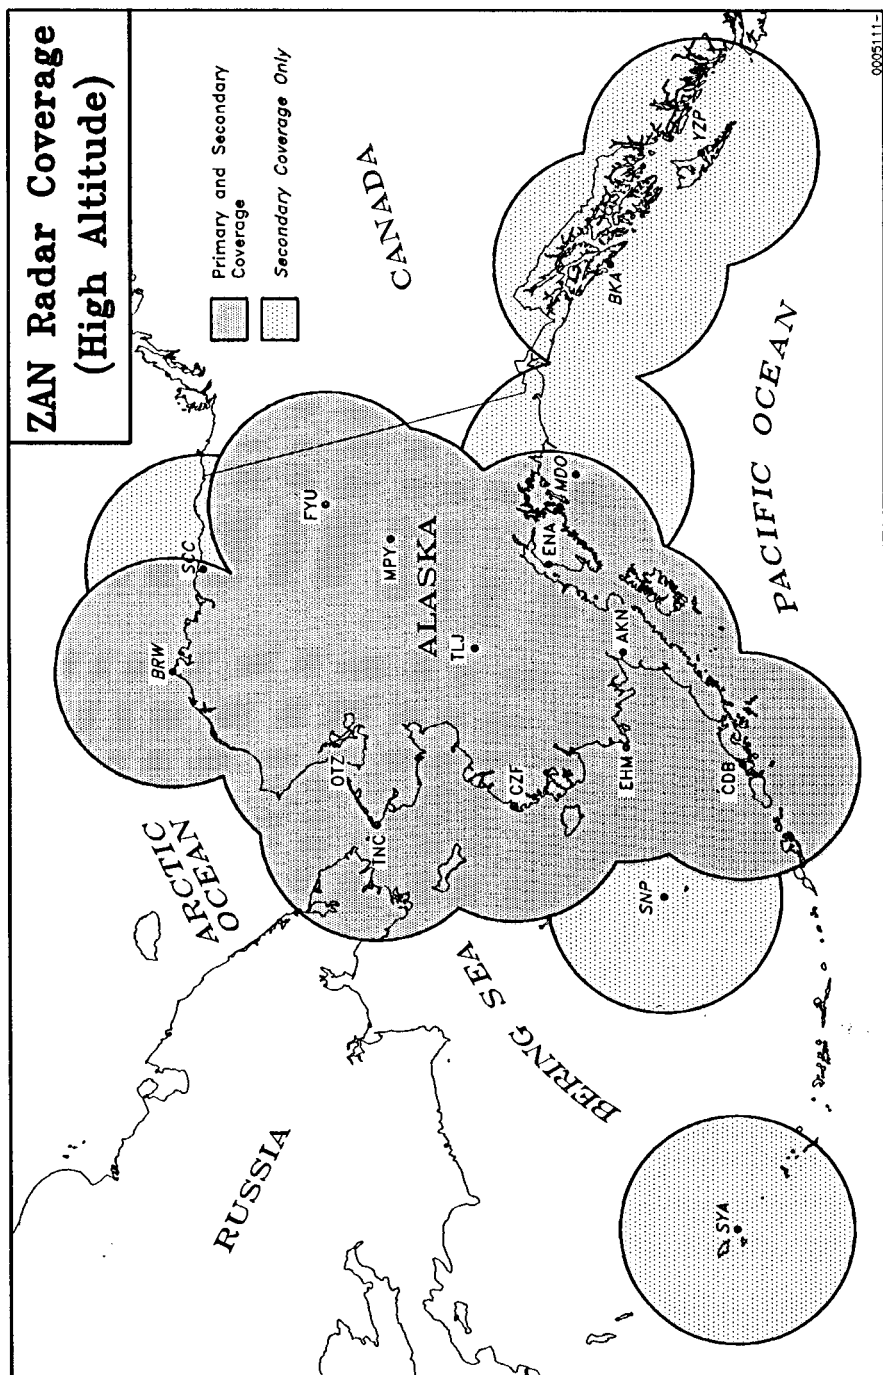 ZAN Radar Coverage
(High Altitude)
Primary and Secondary
Coverage
Secondary Coverage Only
CANADA
ARCTIC
OCEAN
RUSSIA
BERING SEA
ALASKA
PACIFIC OCEAN
BRW
SCC
FYU
MPY
OTZ
TNC
TLJ
CZF
ENA
MDO
AKN
EHM
CDB
SNP
SYA
BKA
YZP
0005111-